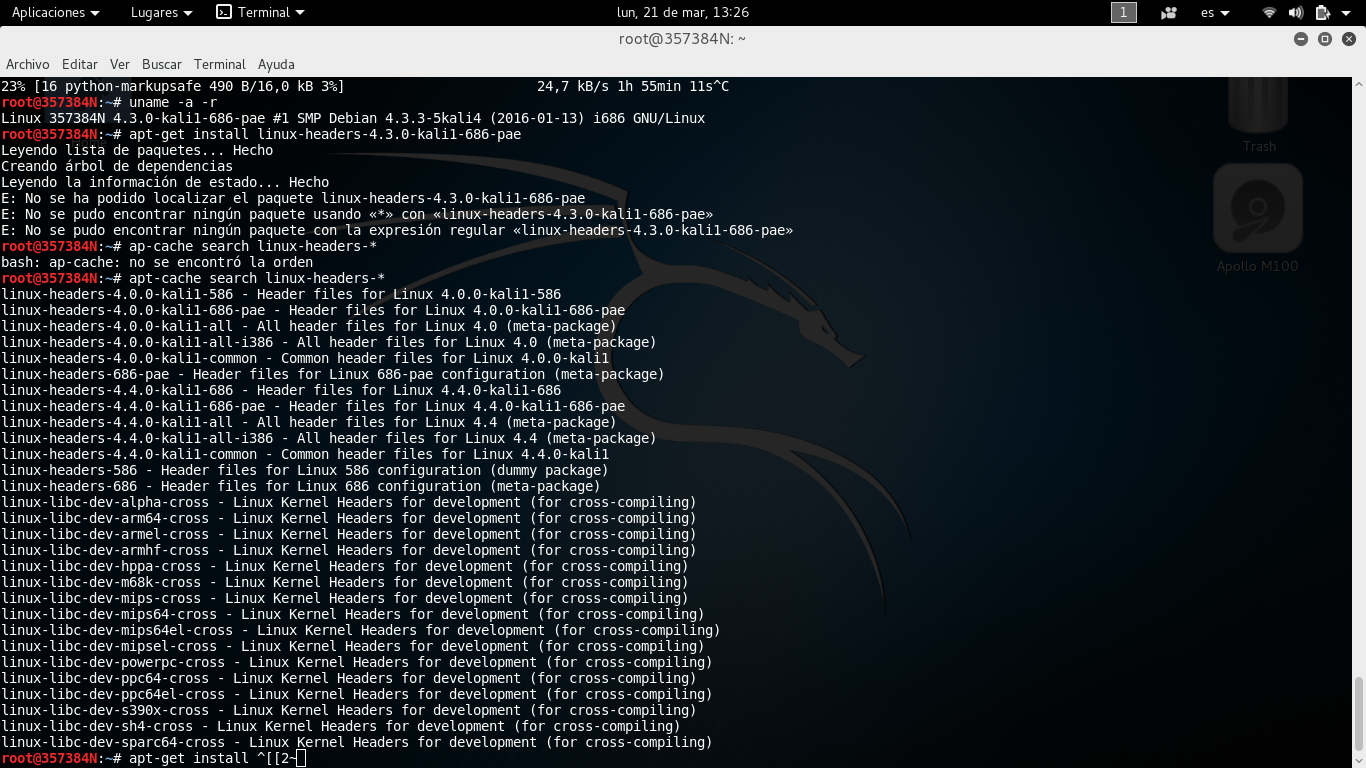 Aplicaciones Lugares Terminal lun, 21 de mar, 13:26 1 es
root@357384N: ~
Archivo Editar Ver Buscar Terminal Ayuda
23% [16 python-markupsafe 490 B/16,0 kB 3%] 24,7 kB/s 1h 55min 11s^C
root@357384N:~# uname -a -r
Linux 357384N 4.3.0-kali1-686-pae #1 SMP Debian 4.3.3-5kali4 (2016-01-13) i686 GNU/Linux
root@357384N:~# apt-get install linux-headers-4.3.0-kali1-686-pae
Leyendo lista de paquetes... Hecho
Creando árbol de dependencias
Leyendo la información de estado... Hecho
E: No se ha podido localizar el paquete linux-headers-4.3.0-kali1-686-pae
E: No se pudo encontrar ningún paquete usando «*» con «linux-headers-4.3.0-kali1-686-pae»
E: No se pudo encontrar ningún paquete con la expresión regular «linux-headers-4.3.0-kali1-686-pae»
root@357384N:~# ap-cache search linux-headers-*
bash: ap-cache: no se encontró la orden
root@357384N:~# apt-cache search linux-headers-*
linux-headers-4.0.0-kali1-586 - Header files for Linux 4.0.0-kali1-586
linux-headers-4.0.0-kali1-686-pae - Header files for Linux 4.0.0-kali1-686-pae
linux-headers-4.0.0-kali1-all - All header files for Linux 4.0 (meta-package)
linux-headers-4.0.0-kali1-all-i386 - All header files for Linux 4.0 (meta-package)
linux-headers-4.0.0-kali1-common - Common header files for Linux 4.0.0-kali1
linux-headers-686-pae - Header files for Linux 686-pae configuration (meta-package)
linux-headers-4.4.0-kali1-686 - Header files for Linux 4.4.0-kali1-686
linux-headers-4.4.0-kali1-686-pae - Header files for Linux 4.4.0-kali1-686-pae
linux-headers-4.4.0-kali1-all - All header files for Linux 4.4 (meta-package)
linux-headers-4.4.0-kali1-all-i386 - All header files for Linux 4.4 (meta-package)
linux-headers-4.4.0-kali1-common - Common header files for Linux 4.4.0-kali1
linux-headers-586 - Header files for Linux 586 configuration (dummy package)
linux-headers-686 - Header files for Linux 686 configuration (meta-package)
linux-libc-dev-alpha-cross - Linux Kernel Headers for development (for cross-compiling)
linux-libc-dev-arm64-cross - Linux Kernel Headers for development (for cross-compiling)
linux-libc-dev-armel-cross - Linux Kernel Headers for development (for cross-compiling)
linux-libc-dev-armhf-cross - Linux Kernel Headers for development (for cross-compiling)
linux-libc-dev-hppa-cross - Linux Kernel Headers for development (for cross-compiling)
linux-libc-dev-m68k-cross - Linux Kernel Headers for development (for cross-compiling)
linux-libc-dev-mips-cross - Linux Kernel Headers for development (for cross-compiling)
linux-libc-dev-mips64-cross - Linux Kernel Headers for development (for cross-compiling)
linux-libc-dev-mips64el-cross - Linux Kernel Headers for development (for cross-compiling)
linux-libc-dev-mipsel-cross - Linux Kernel Headers for development (for cross-compiling)
linux-libc-dev-powerpc-cross - Linux Kernel Headers for development (for cross-compiling)
linux-libc-dev-ppc64-cross - Linux Kernel Headers for development (for cross-compiling)
linux-libc-dev-ppc64el-cross - Linux Kernel Headers for development (for cross-compiling)
linux-libc-dev-s390x-cross - Linux Kernel Headers for development (for cross-compiling)
linux-libc-dev-sh4-cross - Linux Kernel Headers for development (for cross-compiling)
linux-libc-dev-sparc64-cross - Linux Kernel Headers for development (for cross-compiling)
root@357384N:~# apt-get install ^[[2~
Trash
Apollo M100